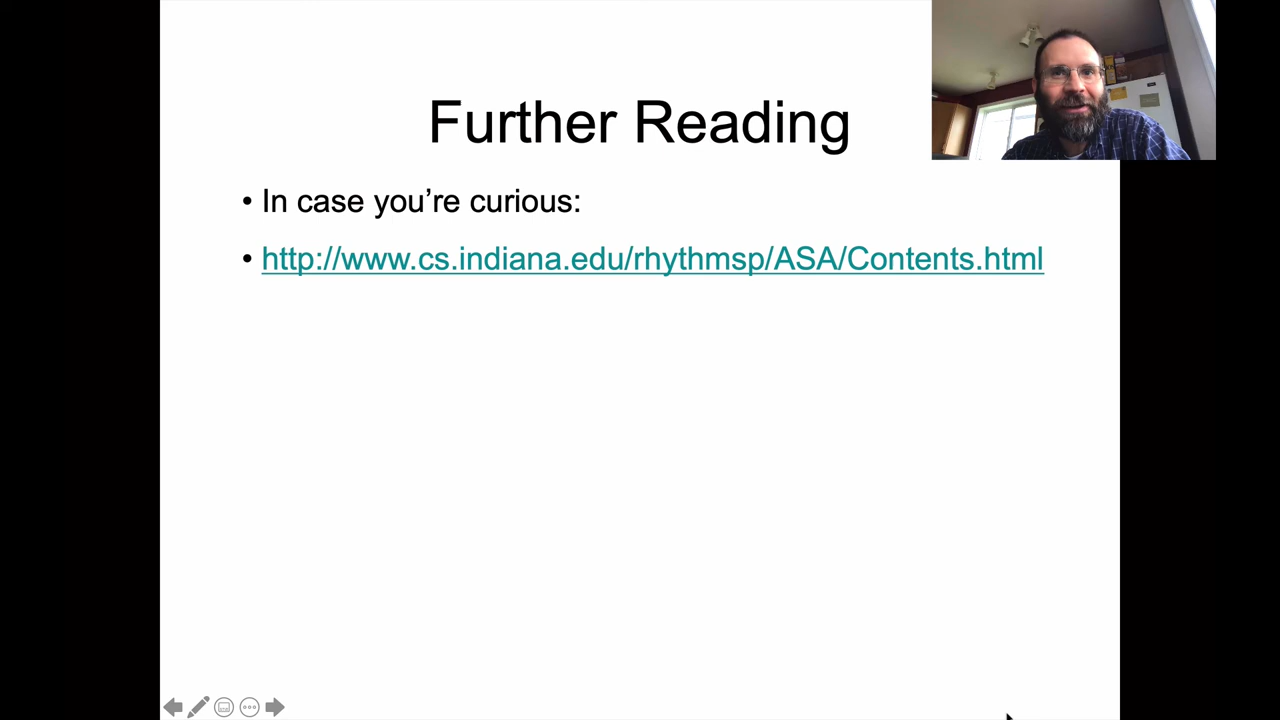 Further Reading
• In case you’re curious:
• http://www.cs.indiana.edu/rhythmsp/ASA/Contents.html